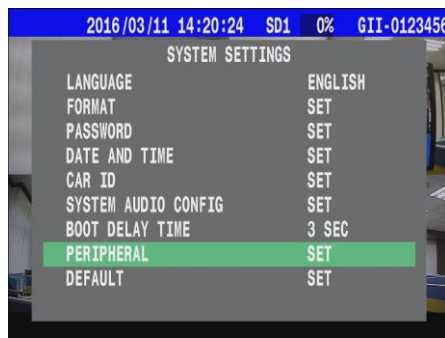 2016/03/11 14:20:24 SD1 0% GII-0123456
SYSTEM SETTINGS
LANGUAGE ENGLISH
FORMAT SET
PASSWORD SET
DATE AND TIME SET
CAR ID SET
SYSTEM AUDIO CONFIG SET
BOOT DELAY TIME 3 SEC
PERIPHERAL SET
DEFAULT SET